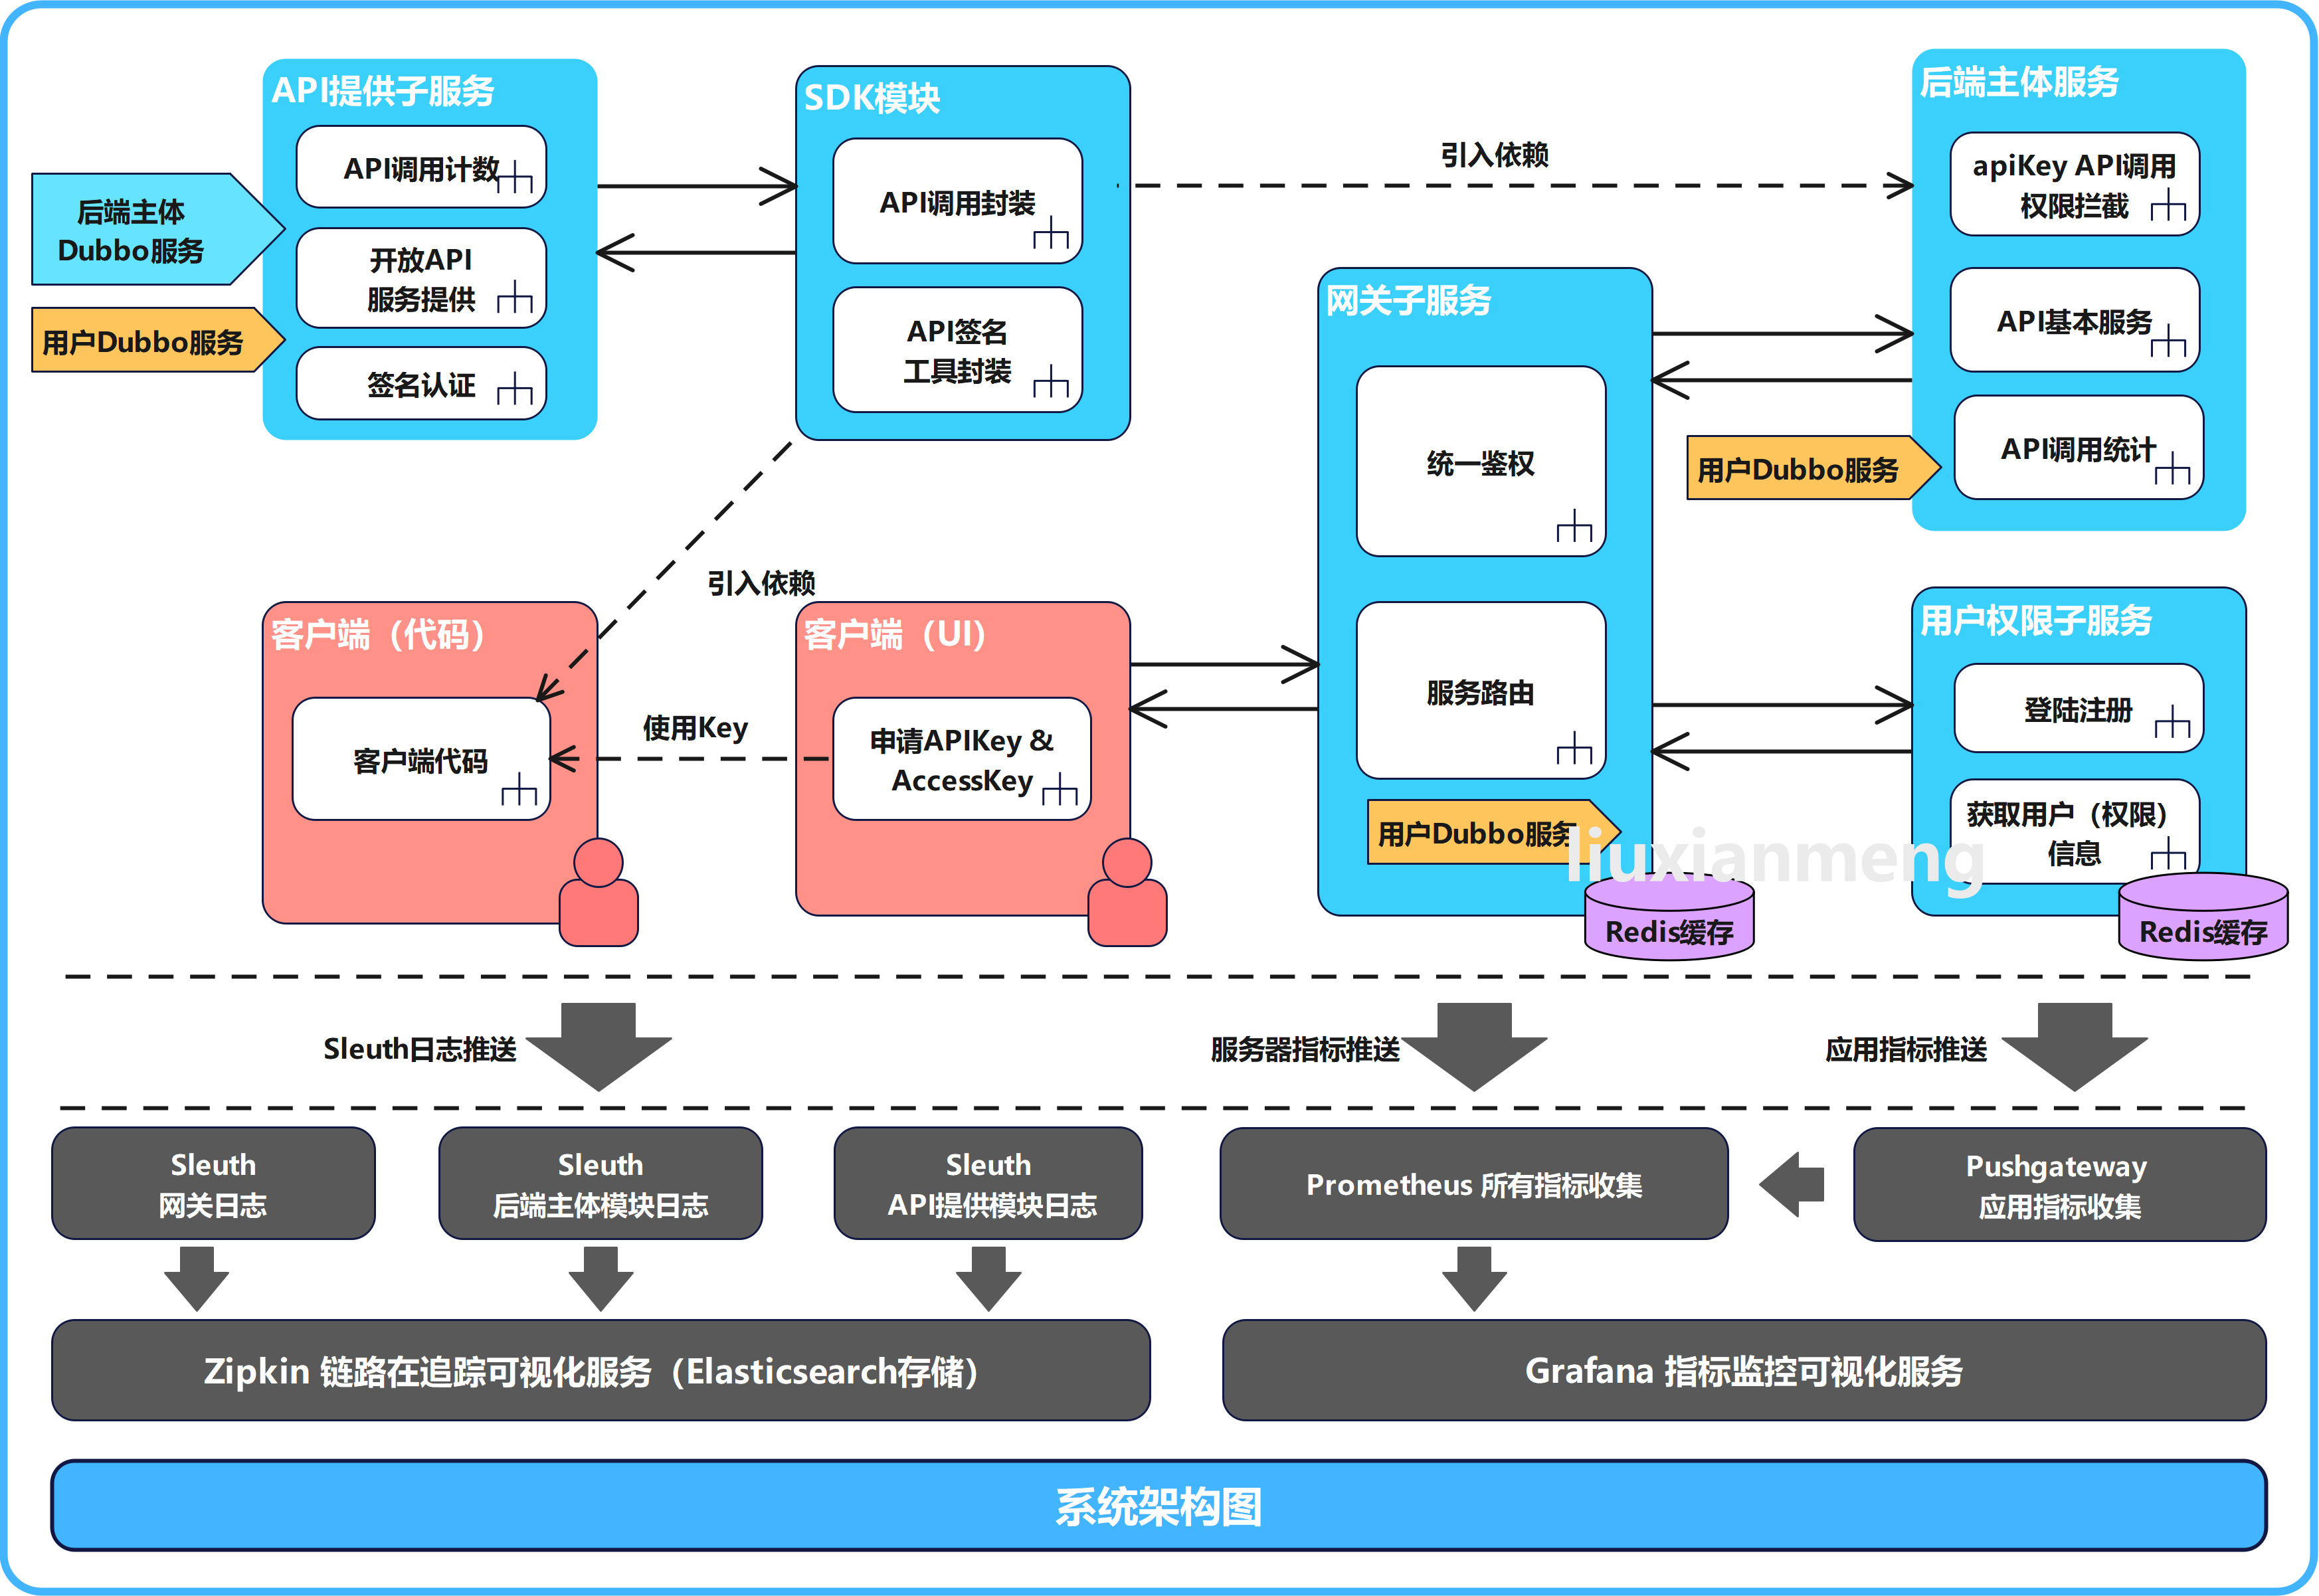 API提供子服务
API调用计数
开放API
服务提供
签名认证
后端主体
Dubbo服务
用户Dubbo服务
SDK模块
API调用封装
API签名
工具封装
引入依赖
后端主体服务
apiKey API调用
权限拦截
API基本服务
API调用统计
用户Dubbo服务
网关子服务
统一鉴权
服务路由
用户Dubbo服务
Redis缓存
引入依赖
客户端（代码）
客户端代码
使用Key
客户端（UI）
申请APIKey &
AccessKey
用户权限子服务
登陆注册
获取用户（权限）
信息
Redis缓存
liuxianmeng
Sleuth日志推送
服务器指标推送
应用指标推送
Sleuth
网关日志
Sleuth
后端主体模块日志
Sleuth
API提供模块日志
Prometheus 所有指标收集
Pushgateway
应用指标收集
Zipkin 链路在追踪可视化服务（Elasticsearch存储）
Grafana 指标监控可视化服务
系统架构图